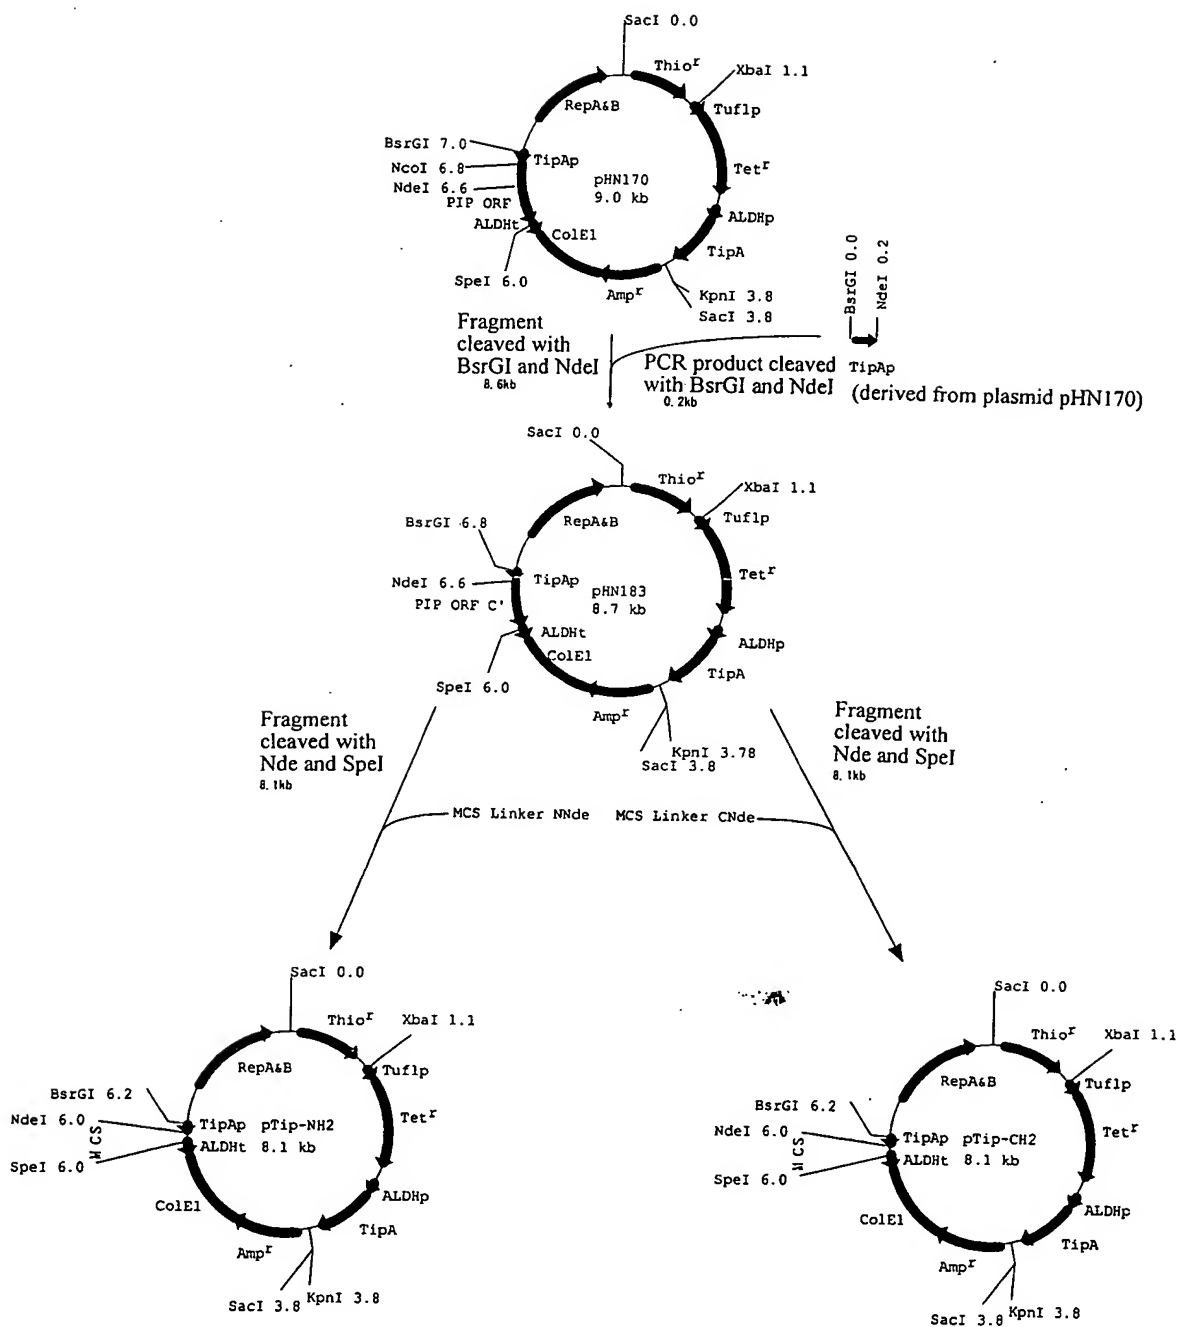 SacI 0.0
Thio^r
XbaI 1.1
Tuf1p
RepA&B
BsrGI 7.0
TipAp
NcoI 6.8
NdeI 6.6
PIP ORF
pHN170
9.0 kb
Tet^r
ALDHt
ColE1
ALDHp
TipA
SpeI 6.0
Amp^r
KpnI 3.8
SacI 3.8
BsrGI 0.0
NdeI 0.2
Fragment
cleaved with
BsrGI and NdeI
8.6kb
PCR product cleaved
with BsrGI and NdeI
0.2kb
TipAp
(derived from plasmid pHN170)
SacI 0.0
Thio^r
XbaI 1.1
Tuf1p
RepA&B
BsrGI 6.8
TipAp
NdeI 6.6
PIP ORF C'
pHN183
8.7 kb
Tet^r
ALDHt
ColE1
ALDHp
TipA
SpeI 6.0
Amp^r
KpnI 3.78
SacI 3.8
Fragment
cleaved with
Nde and SpeI
8.1kb
Fragment
cleaved with
Nde and SpeI
8.1kb
MCS Linker NNde
MCS Linker CNde
SacI 0.0
Thio^r
XbaI 1.1
Tuf1p
RepA&B
BsrGI 6.2
NdeI 6.0
MCS
SpeI 6.0
TipAp
ALDHt
pTip-NH2
8.1 kb
Tet^r
ColE1
ALDHp
TipA
Amp^r
SacI 3.8
KpnI 3.8
SacI 0.0
Thio^r
XbaI 1.1
Tuf1p
RepA&B
BsrGI 6.2
NdeI 6.0
MCS
SpeI 6.0
TipAp
ALDHt
pTip-CH2
8.1 kb
Tet^r
ColE1
ALDHp
TipA
Amp^r
SacI 3.8
KpnI 3.8